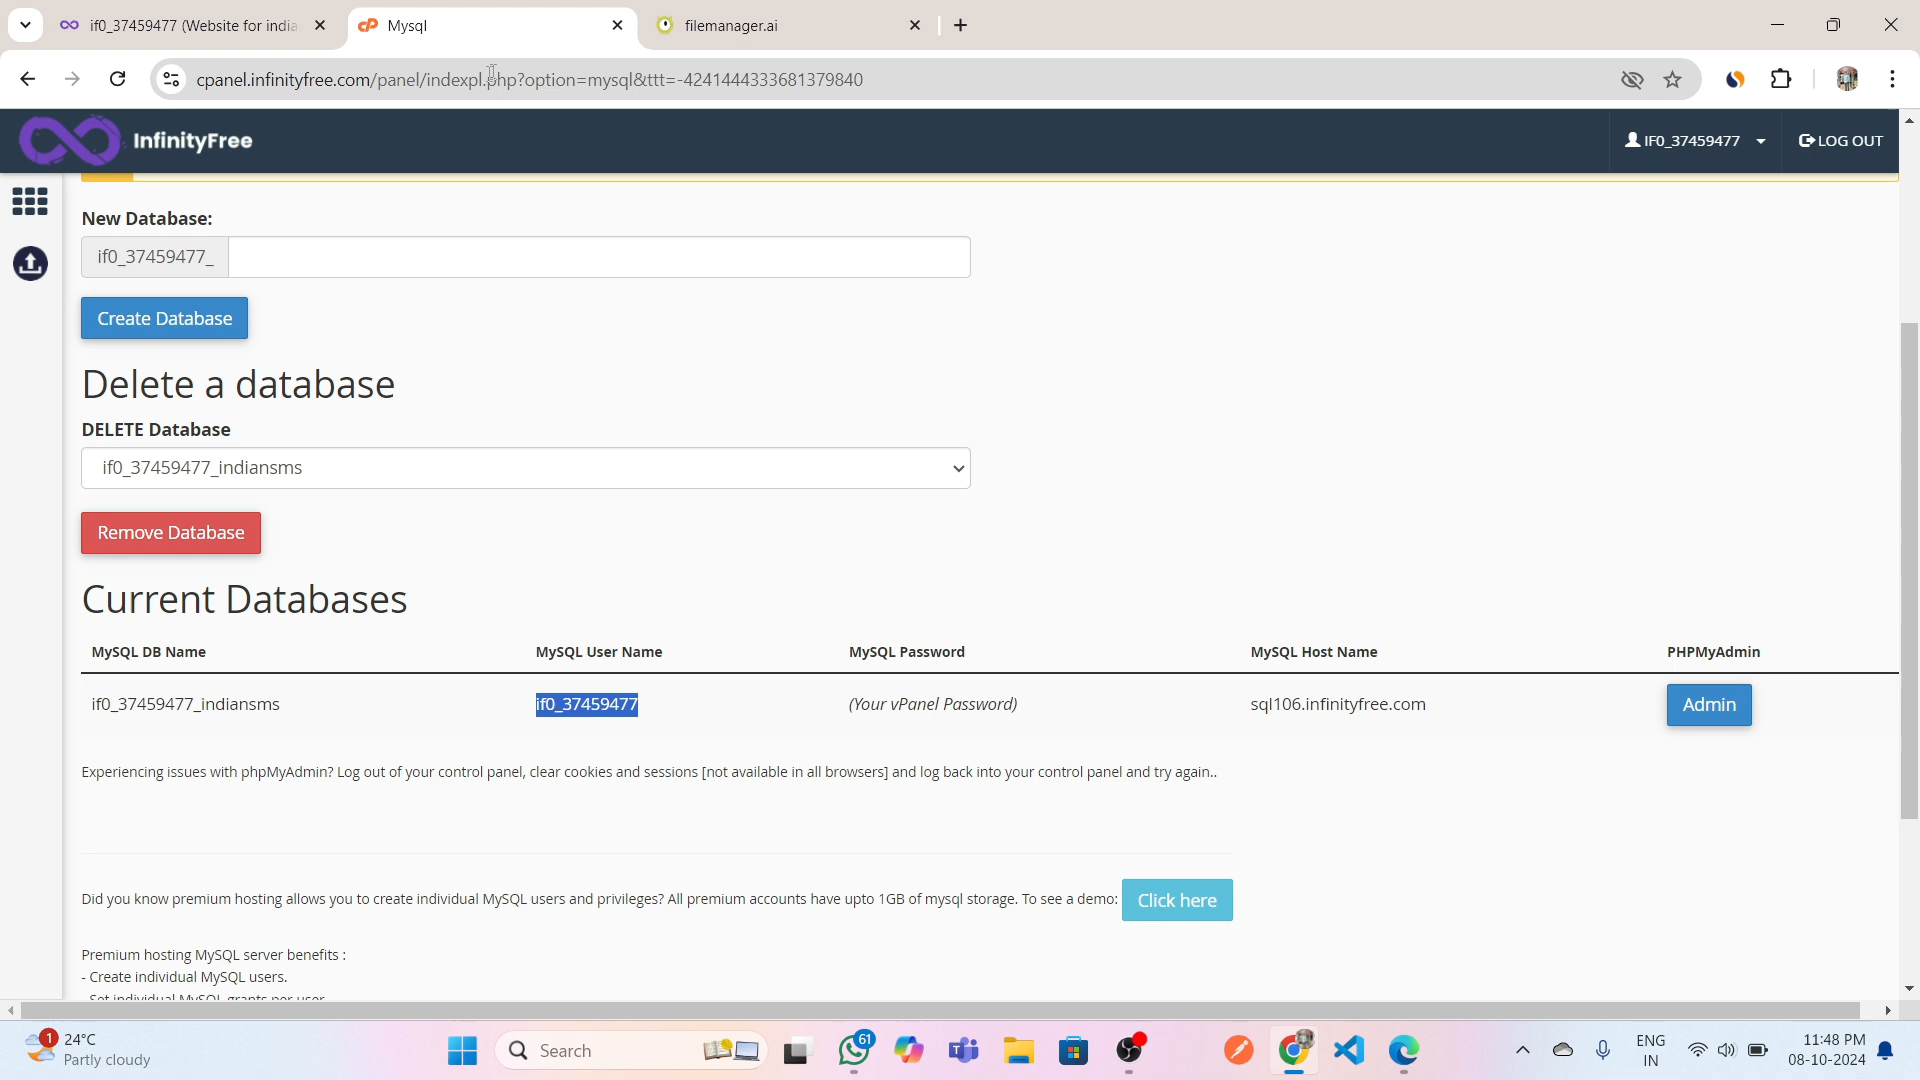 if0_37459477 (Website for india
Mysql
filemanager.ai
cpanel.infinityfree.com/panel/indexpl.php?option=mysql&ttt=-4241444333681379840
InfinityFree
IF0_37459477
LOG OUT
New Database:
if0_37459477_
Create Database
Delete a database
DELETE Database
if0_37459477_indiansms
Remove Database
Current Databases
MySQL DB Name MySQL User Name MySQL Password MySQL Host Name PHPMyAdmin
if0_37459477_indiansms if0_37459477 (Your vPanel Password) sql106.infinityfree.com Admin
Experiencing issues with phpMyAdmin? Log out of your control panel, clear cookies and sessions [not available in all browsers] and log back into your control panel and try again..
Did you know premium hosting allows you to create individual MySQL users and privileges? All premium accounts have upto 1GB of mysql storage. To see a demo: Click here
Premium hosting MySQL server benefits :
- Create individual MySQL users.
- Set individual MySQL grants per user
1
24°C
Partly cloudy
Search
61
ENG
IN
11:48 PM
08-10-2024